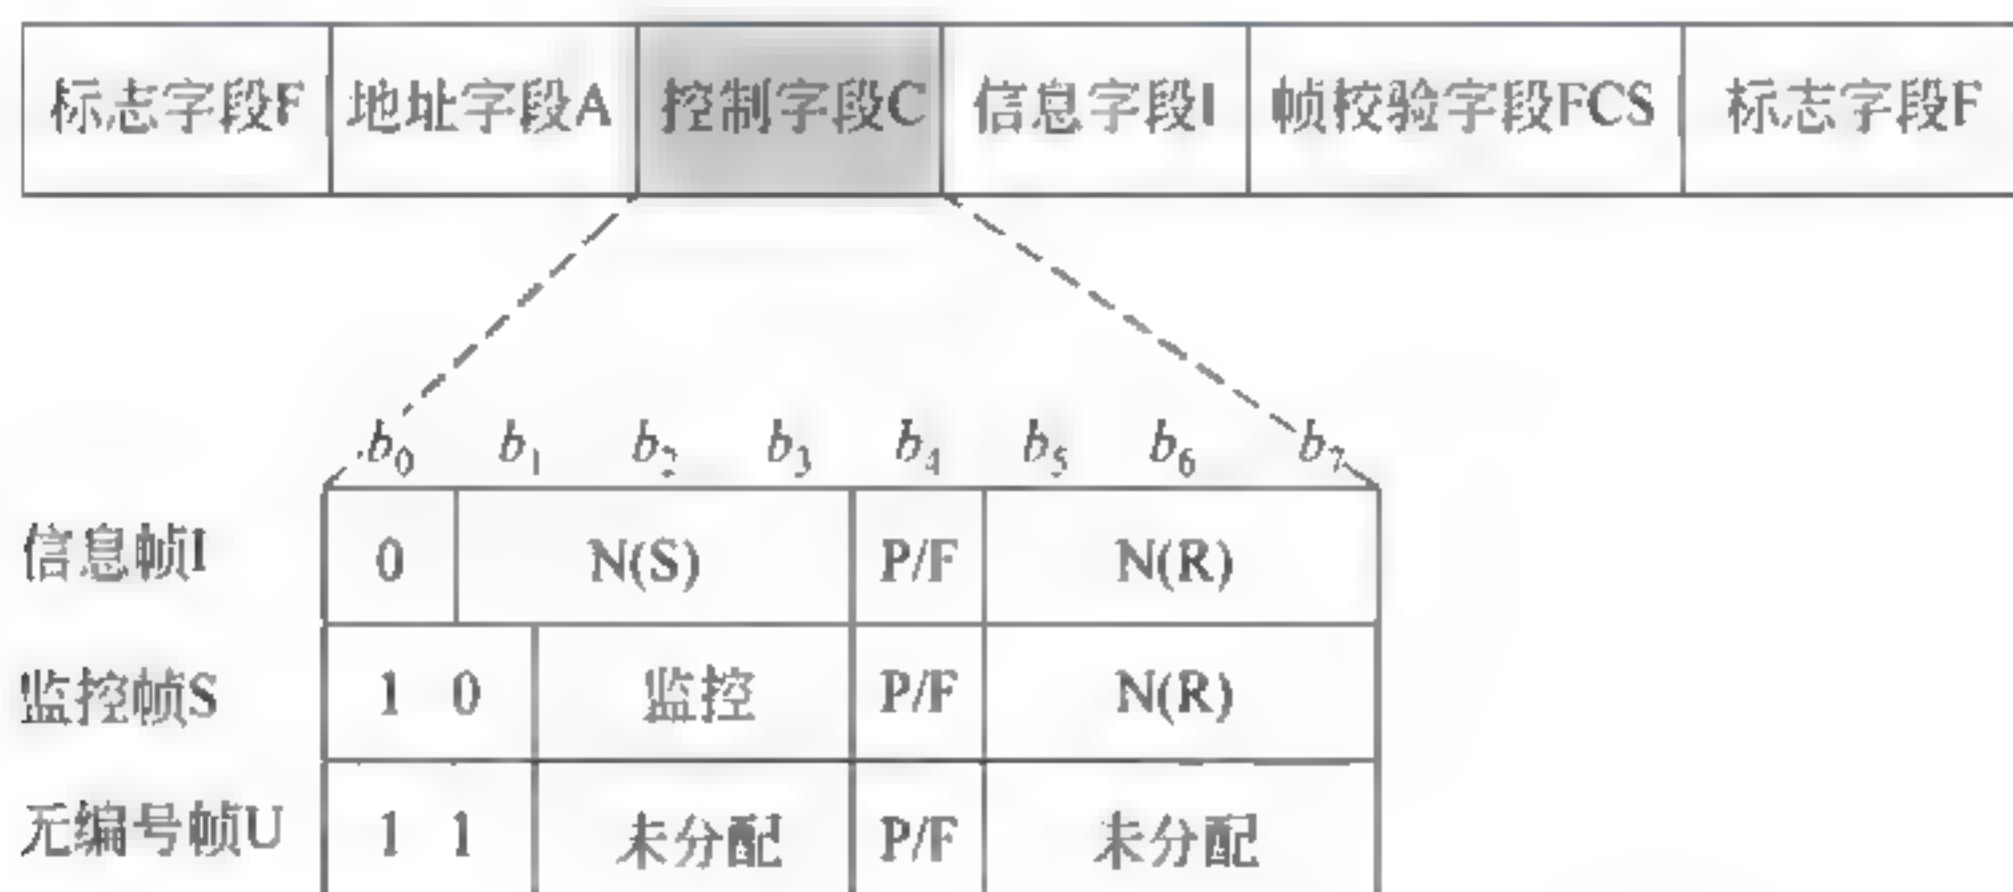 标志字段F 地址字段A 控制字段C 信息字段I 帧校验字段FCS 标志字段F
b0 b1 b2 b3 b4 b5 b6 b7
信息帧I 0 N(S) P/F N(R)
监控帧S 1 0 监控 P/F N(R)
无编号帧U 1 1 未分配 P/F 未分配